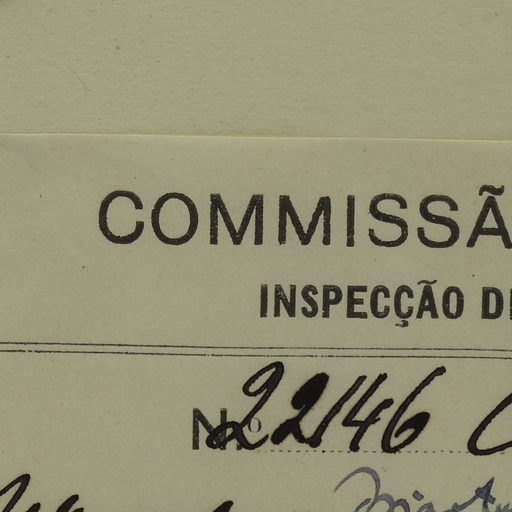 COMMISSÃ
INSPECÇÃO D
Nº 22146